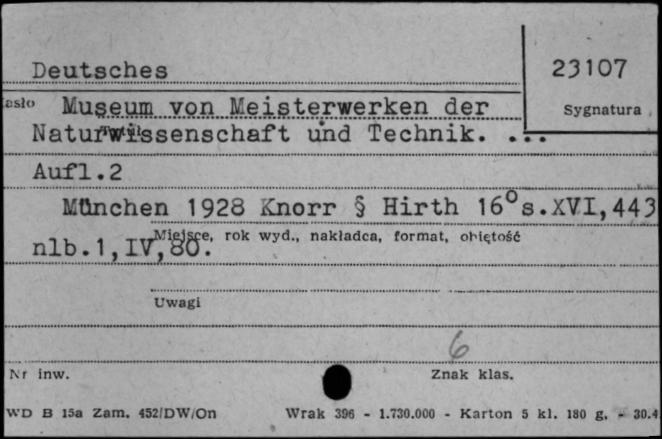 Deutsches
23107
asło Museum von Meisterwerken der
Sygnatura
Naturwissenschaft und Technik. ...
Tytuł
Aufl.2
München 1928 Knorr § Hirth 16° s.XVI,443
Miejsce, rok wyd., nakładca, format, objętość
nlb.1,IV,80.
Uwagi
6
Nr inw.
Znak klas.
WD B 15a Zam. 452/DW/On Wrak 396 - 1.730.000 - Karton 5 kl. 180 g. - 30.4